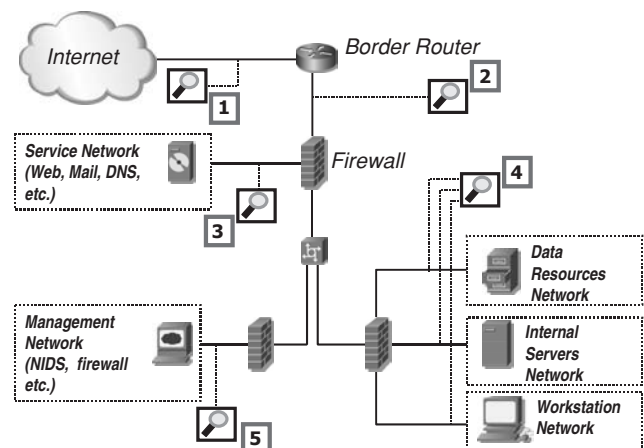 Internet
Border Router
1
2
Service Network
(Web, Mail, DNS,
etc.)
Firewall
3
4
Data
Resources
Network
Management
Network
(NIDS, firewall
etc.)
Internal
Servers
Network
5
Workstation
Network